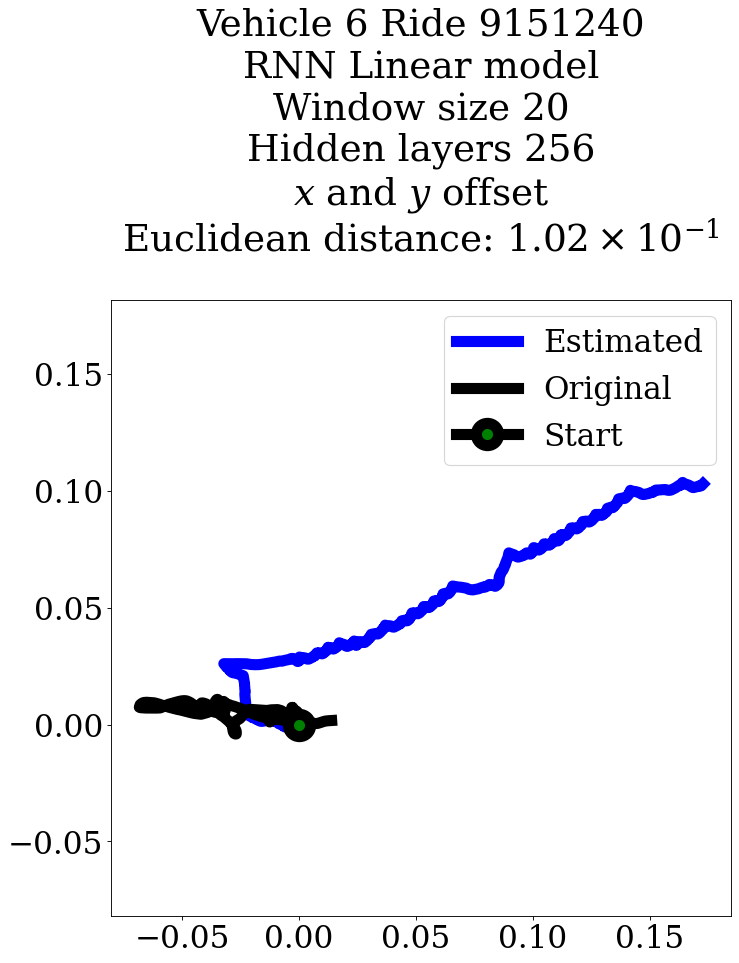 Vehicle 6 Ride 9151240
RNN Linear model
Window size 20
Hidden layers 256
x and y offset
Euclidean distance: 1.02 × 10⁻¹
Estimated
Original
Start
0.15
0.10
0.05
0.00
−0.05
−0.05 0.00 0.05 0.10 0.15